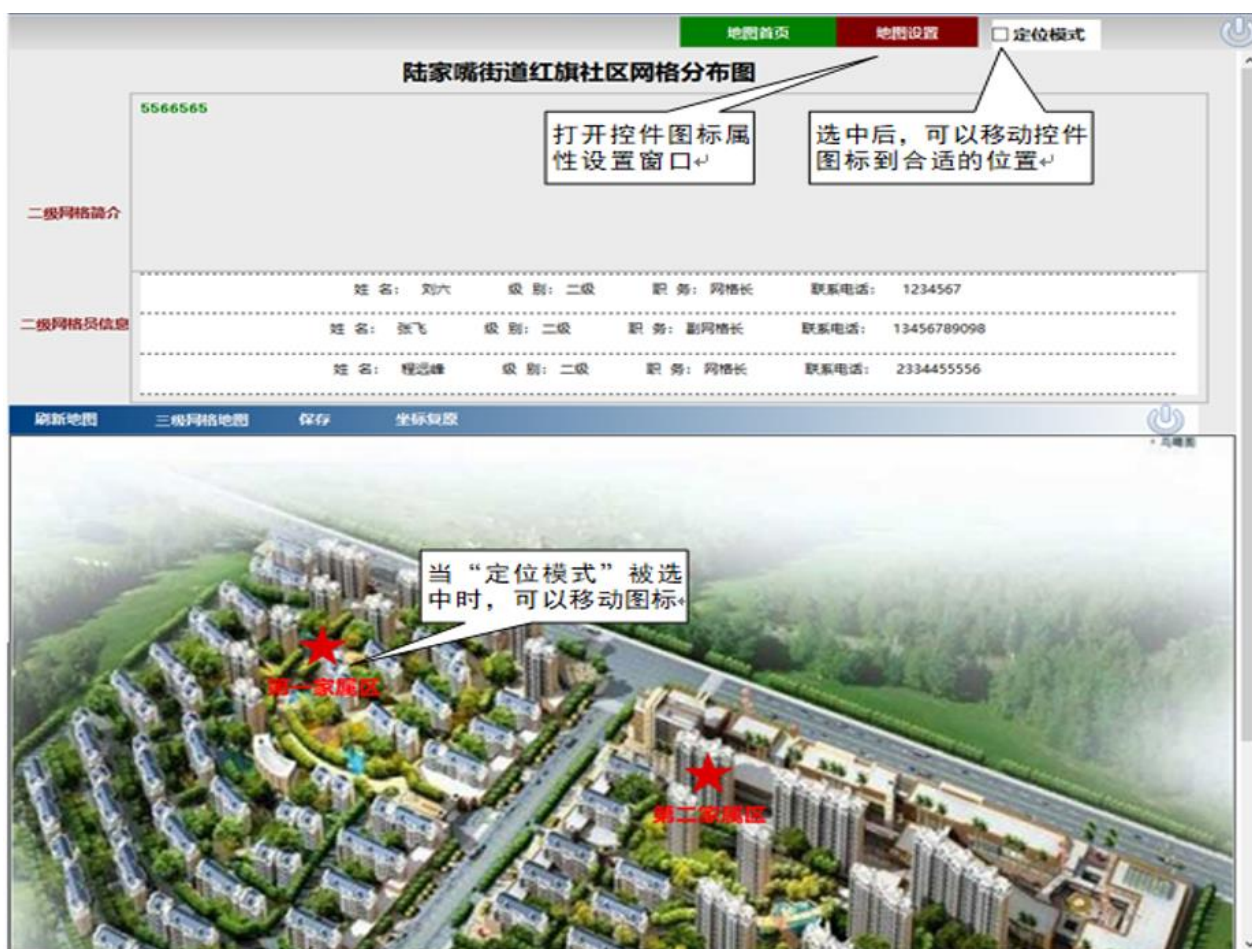 地图首页 地图设置 □ 定位模式
陆家嘴街道红旗社区网格分布图
5566565
打开控件图标属
性设置窗口↵
选中后，可以移动控件
图标到合适的位置↵
二级网格简介
姓 名： 刘六 级 别： 二级 职 务： 网格长 联系电话： 1234567
二级网格员信息
姓 名： 张飞 级 别： 二级 职 务： 副网格长 联系电话： 13456789098
姓 名： 程远峰 级 别： 二级 职 务： 网格长 联系电话： 2334455556
刷新地图 三级网格地图 保存 坐标复原
鸟瞰图
当“定位模式”被选
中时，可以移动图标↵
第一家属区
第二家属区